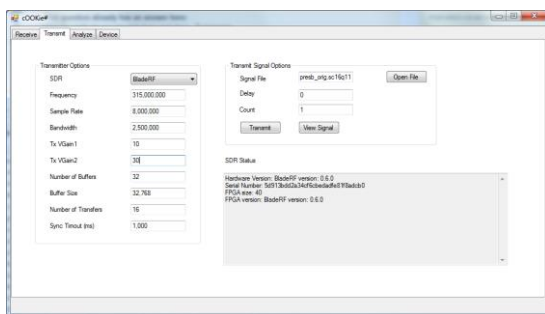 cOOKie#
Receive Transmit Analyze Device
Transmitter Options
SDR BladeRF
Frequency 315,000,000
Sample Rate 8,000,000
Bandwidth 2,500,000
Tx VGain1 10
Tx VGain2 30
Number of Buffers 32
Buffer Size 32,768
Number of Transfers 16
Sync Timout (ms) 1,000
Transmit Signal Options
Signal File presb_orig.sc16q11 Open File
Delay 0
Count 1
Transmit View Signal
SDR Status
Hardware Version: BladeRF version: 0.6.0
Serial Number:
FPGA size: 40
FPGA version: BladeRF version: 0.6.0